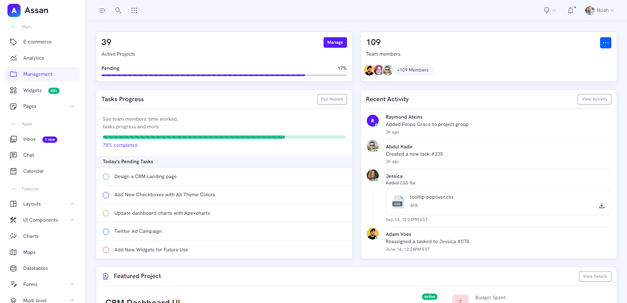 Assan
Noah
Main
E-commerce
Analytics
Management
Widgets
Pages
Apps
Inbox
Chat
Calendar
Features
Layouts
UI Components
Charts
Maps
Datatables
Forms
Multi level
39
Manage
Active Projects
Pending
17%
109
Team members
+109 Members
Tasks Progress
Full Report
See team members' time worked,
tasks progress and more
78% completed
Today's Pending Tasks
Design a CRM Landing page
Add New Checkboxes with All Theme Colors
Update dashboard charts with Apexcharts
Twitter Ad Campaign
Add New Widgets for Future Use
Recent Activity
View Activity
Raymond Atkins
Added Felipe Graco to project group
3h ago
Abdul Kadir
Created a new task #235
3h ago
Jessica
Added CSS file
CSS
tooltip-popover.css
4KB
Sep 14, 12:24PM EST
Adam Voes
Reassigned a tasked to Jessica #078
June 14, 12:24PM EST
Featured Project
View Details
CRM Dashboard UI
Active
Budget Spent